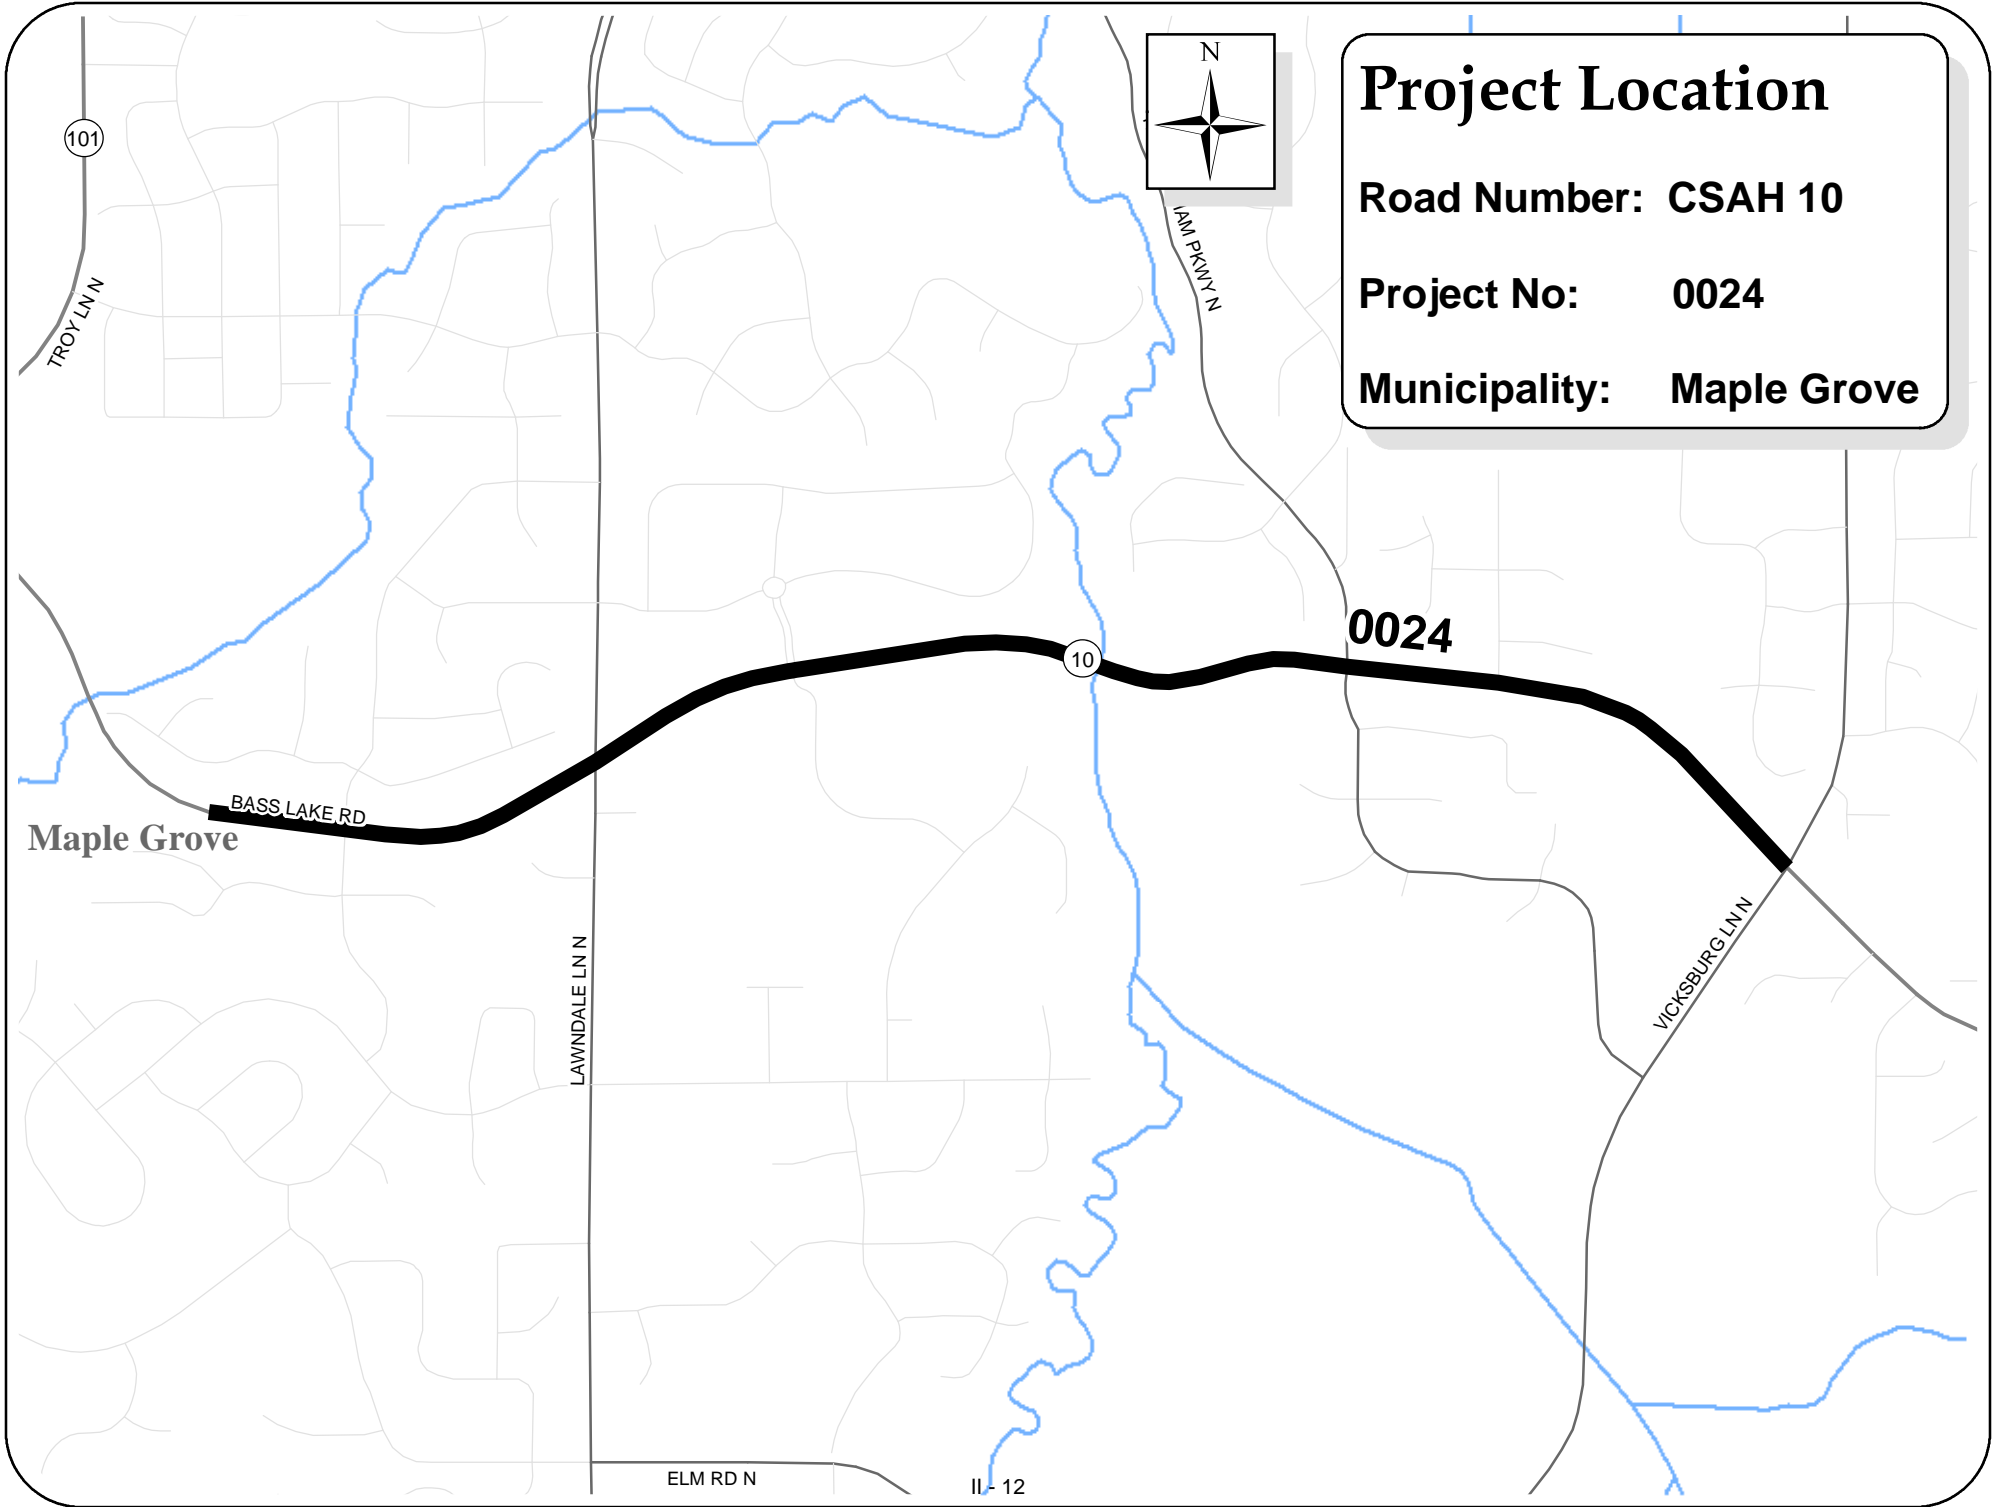 N
Project Location
Road Number: CSAH 10
Project No: 0024
Municipality: Maple Grove
101
TROY LN N
PKWY N
0024
10
BASS LAKE RD
Maple Grove
LAWNDALE LN N
VICKSBURG LN N
ELM RD N
II - 12